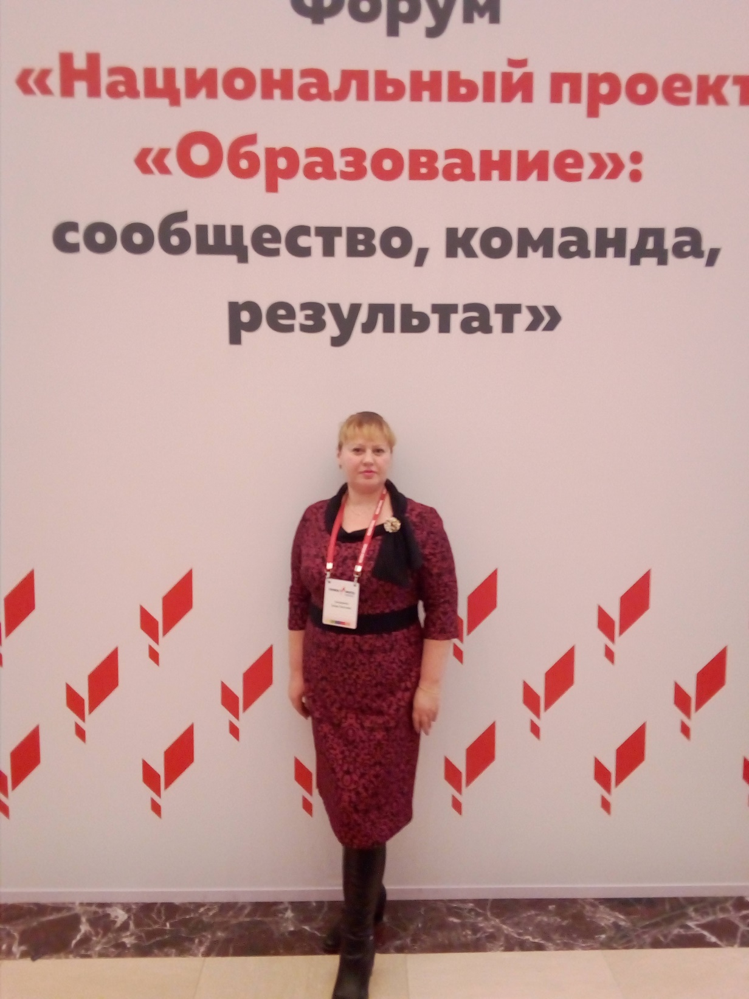 Форум
«Национальный проект
«Образование»:
сообщество, команда,
результат»